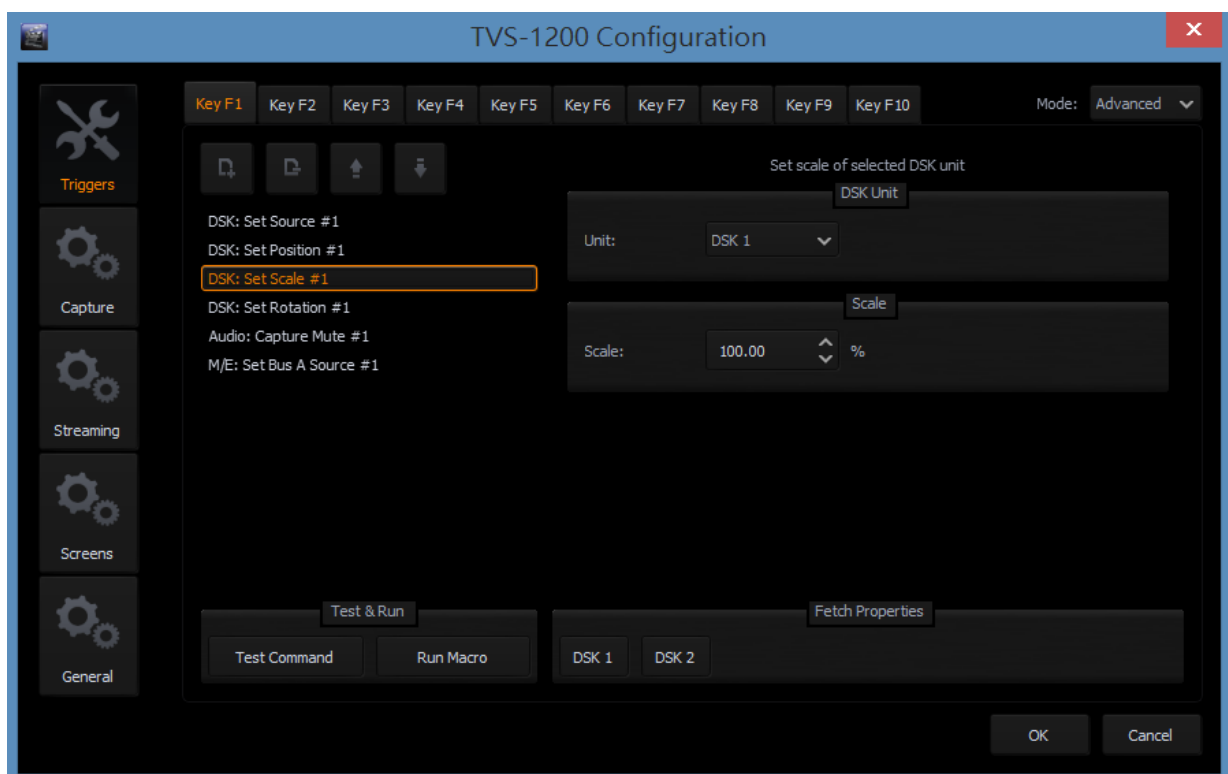 TVS-1200 Configuration
Triggers
Capture
Streaming
Screens
General
Key F1 Key F2 Key F3 Key F4 Key F5 Key F6 Key F7 Key F8 Key F9 Key F10 Mode: Advanced
DSK: Set Source #1
DSK: Set Position #1
DSK: Set Scale #1
DSK: Set Rotation #1
Audio: Capture Mute #1
M/E: Set Bus A Source #1
Set scale of selected DSK unit
DSK Unit
Unit: DSK 1
Scale
Scale: 100.00 %
Test & Run
Test Command Run Macro
Fetch Properties
DSK 1 DSK 2
OK Cancel